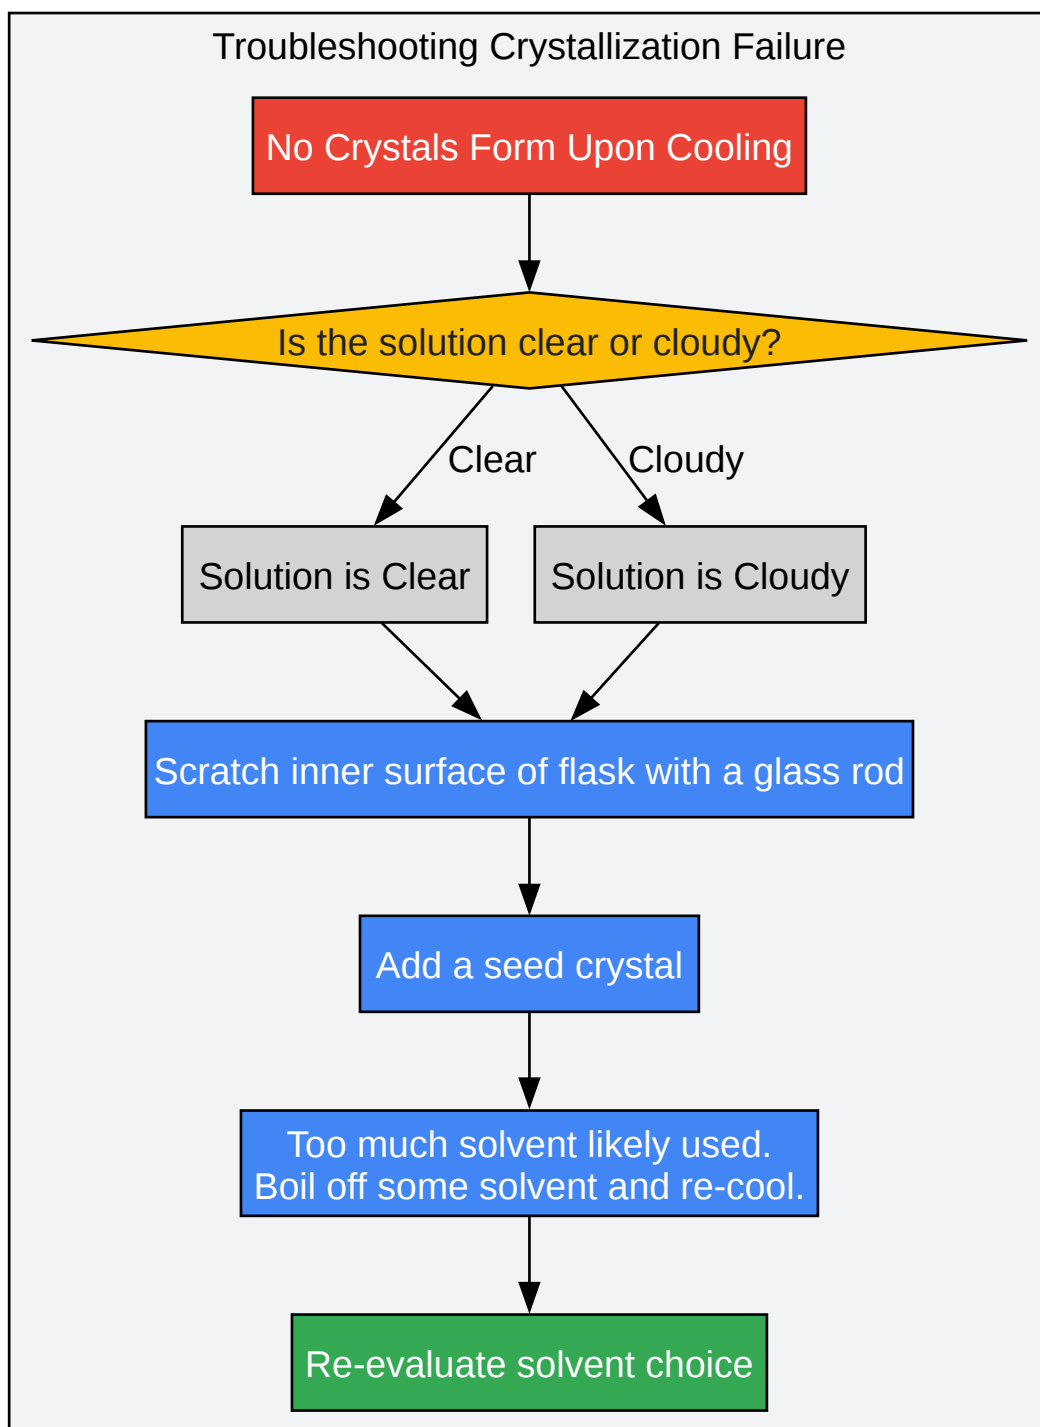 Troubleshooting Crystallization Failure
No Crystals Form Upon Cooling
Is the solution clear or cloudy?
Clear
Cloudy
Solution is Clear
Solution is Cloudy
Scratch inner surface of flask with a glass rod
Add a seed crystal
Too much solvent likely used.
Boil off some solvent and re-cool.
Re-evaluate solvent choice